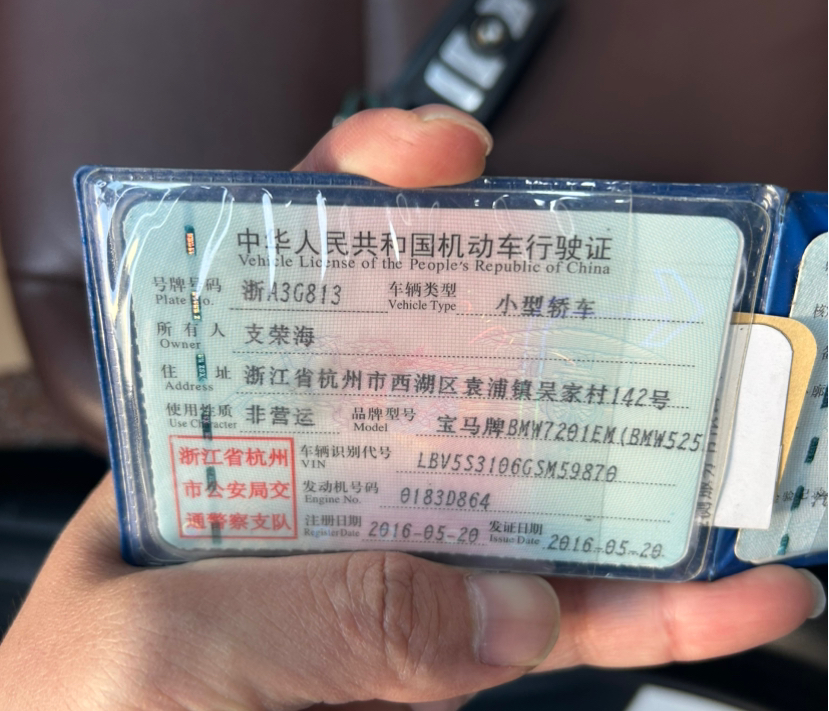 中华人民共和国机动车行驶证
Vehicle License of the People's Republic of China
号牌号码 浙A3G813 车辆类型 小型轿车
Plate No. Vehicle Type
所有人 支荣海
Owner
住址 浙江省杭州市西湖区袁浦镇吴家村142号
Address
使用性质 非营运 品牌型号 宝马牌BMW7201EM(BMW525
Use Character Model
浙江省杭州
市公安局交
通警察支队
车辆识别代号 LBV5S3106GSM59870
VIN
发动机号码 0183D864
Engine No.
注册日期 2016-05-20 发证日期 2016-05-20
Register Date Issue Date